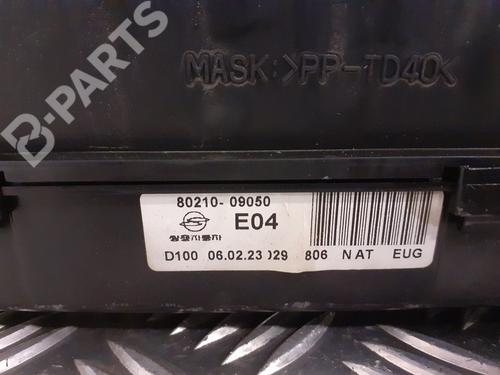 B-PARTS
MASK:>PP-TD40<
80210- 09050
E04
쌍용자동차
D100 06.02.23 029 806 NAT EUG